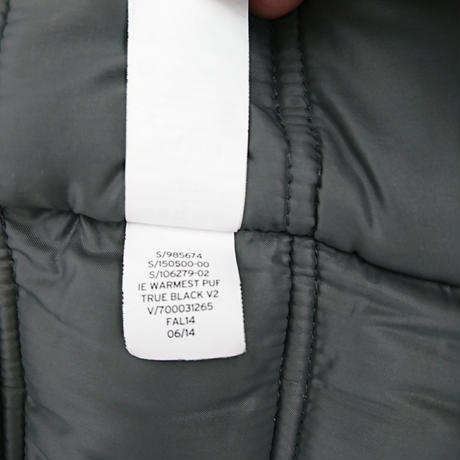 S/985674
S/150500-00
S/106279-02
IE WARMEST PUF
TRUE BLACK V2
V/700031265
FAL14
06/14